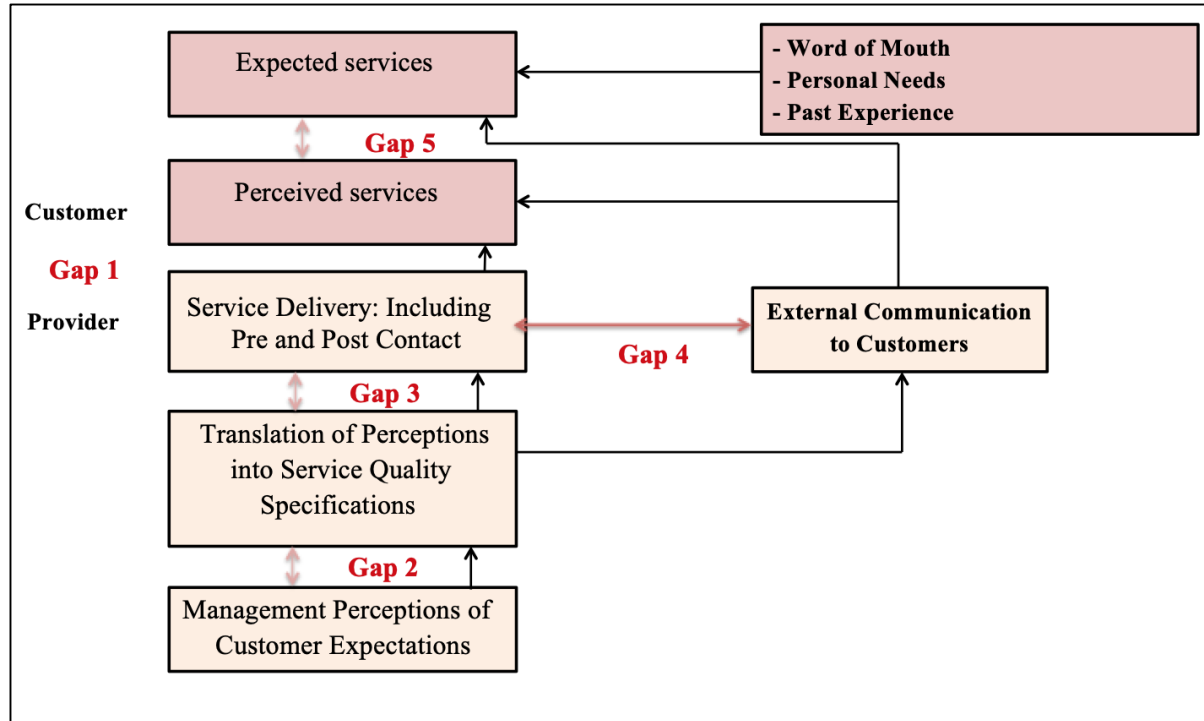 Expected services
- Word of Mouth
- Personal Needs
- Past Experience
Gap 5
Perceived services
Customer
Gap 1
Provider
Service Delivery: Including
Pre and Post Contact
Gap 4
External Communication
to Customers
Gap 3
Translation of Perceptions
into Service Quality
Specifications
Gap 2
Management Perceptions of
Customer Expectations